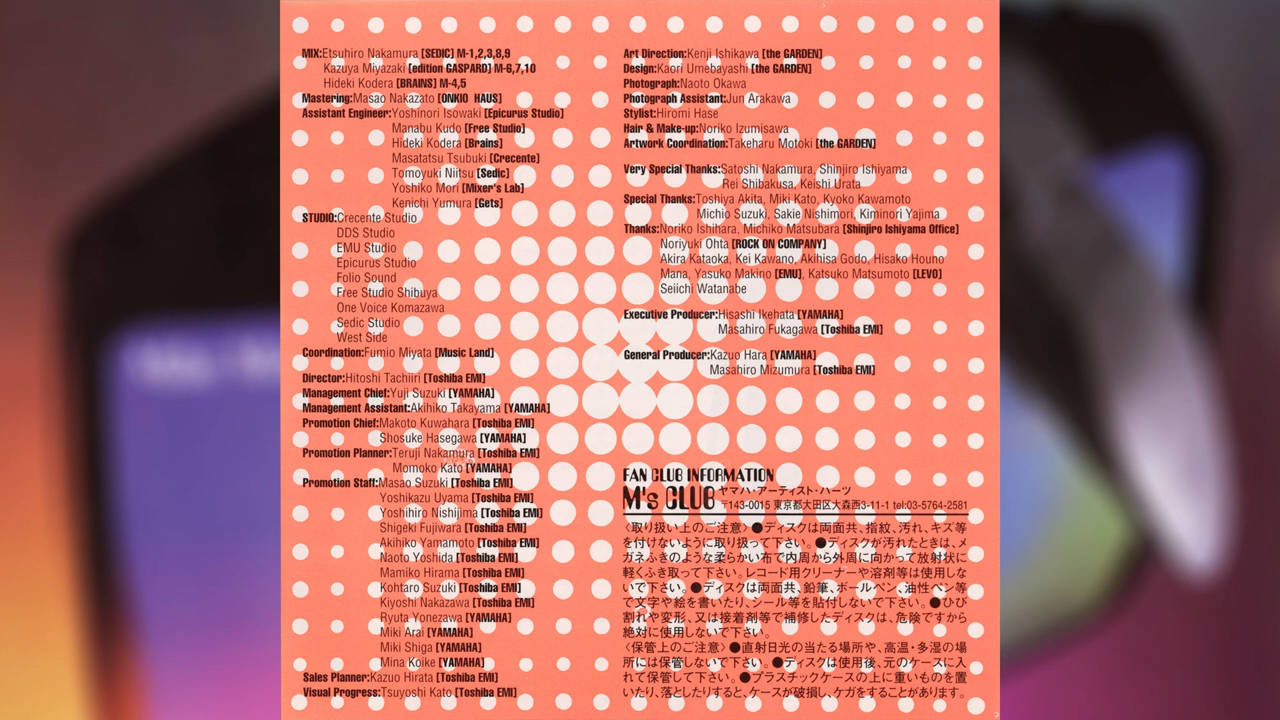 MIX:Etsuhiro Nakamura [SEDIC] M-1,2,3,8,9
Kazuya Miyazaki [edition GASPARD] M-6,7,10
Hideki Kodera [BRAINS] M-4,5
Mastering:Masao Nakazato [ONKIO HAUS]
Assistant Engineer:Yoshinori Isowaki [Epicurus Studio]
Manabu Kudo [Free Studio]
Hideki Kodera [Brains]
Masatatsu Tsubuki [Crecente]
Tomoyuki Niitsu [Sedic]
Yoshiko Mori [Mixer's Lab]
Kenichi Yumura [Gets]
STUDIO:Crecente Studio
DDS Studio
EMU Studio
Epicurus Studio
Folio Sound
Free Studio Shibuya
One Voice Komazawa
Sedic Studio
West Side
Coordination:Fumio Miyata [Music Land]
Director:Hitoshi Tachiiri [Toshiba EMI]
Management Chief:Yuji Suzuki [YAMAHA]
Management Assistant:Akihiko Takayama [YAMAHA]
Promotion Chief:Makoto Kuwahara [Toshiba EMI]
Shosuke Hasegawa [YAMAHA]
Promotion Planner:Teruji Nakamura [Toshiba EMI]
Momoko Kato [YAMAHA]
Promotion Staff:Masao Suzuki [Toshiba EMI]
Yoshikazu Uyama [Toshiba EMI]
Yoshihiro Nishijima [Toshiba EMI]
Shigeki Fujiwara [Toshiba EMI]
Akihiko Yamamoto [Toshiba EMI]
Naoto Yoshida [Toshiba EMI]
Mamiko Hirama [Toshiba EMI]
Kohtaro Suzuki [Toshiba EMI]
Kiyoshi Nakazawa [Toshiba EMI]
Ryuta Yonezawa [YAMAHA]
Miki Arai [YAMAHA]
Miki Shiga [YAMAHA]
Mina Koike [YAMAHA]
Sales Planner:Kazuo Hirata [Toshiba EMI]
Visual Progress:Tsuyoshi Kato [Toshiba EMI]
Art Direction:Kenji Ishikawa [the GARDEN]
Design:Kaori Umebayashi [the GARDEN]
Photograph:Naoto Okawa
Photograph Assistant:Jun Arakawa
Stylist:Hiromi Hase
Hair & Make-up:Noriko Izumisawa
Artwork Coordination:Takeharu Motoki [the GARDEN]
Very Special Thanks:Satoshi Nakamura, Shinjiro Ishiyama
Rei Shibakusa, Keishi Urata
Special Thanks:Toshiya Akita, Miki Kato, Kyoko Kawamoto
Michio Suzuki, Sakie Nishimori, Kiminori Yajima
Thanks:Noriko Ishihara, Michiko Matsubara [Shinjiro Ishiyama Office]
Noriyuki Ohta [ROCK ON COMPANY]
Akira Kataoka, Kei Kawano, Akihisa Godo, Hisako Houno
Mana, Yasuko Makino [EMU], Katsuko Matsumoto [LEVO]
Seiichi Watanabe
Executive Producer:Hisashi Ikehata [YAMAHA]
Masahiro Fukagawa [Toshiba EMI]
General Producer:Kazuo Hara [YAMAHA]
Masahiro Mizumura [Toshiba EMI]
FAN CLUB INFORMATION
M's CLUB ヤマハ・アーティスト・ハーツ
〒143-0015 東京都大田区大森西3-11-1 tel:03-5764-2581
〈取り扱い上のご注意〉●ディスクは両面共、指紋、汚れ、キズ等
を付けないように取り扱って下さい。●ディスクが汚れたときは、メ
ガネふきのような柔らかい布で内周から外周に向かって放射状に
軽くふき取って下さい。レコード用クリーナーや溶剤等は使用しな
いで下さい。●ディスクは両面共、鉛筆、ボールペン、油性ペン等
で文字や絵を書いたり、シール等を貼付しないで下さい。●ひび
割れや変形、又は接着剤等で補修したディスクは、危険ですから
絶対に使用しないで下さい。
〈保管上のご注意〉●直射日光の当たる場所や、高温・多湿の場
所には保管しないで下さい。●ディスクは使用後、元のケースに入
れて保管して下さい。●プラスチックケースの上に重いものを置
いたり、落としたりすると、ケースが破損し、ケガをすることがあります。